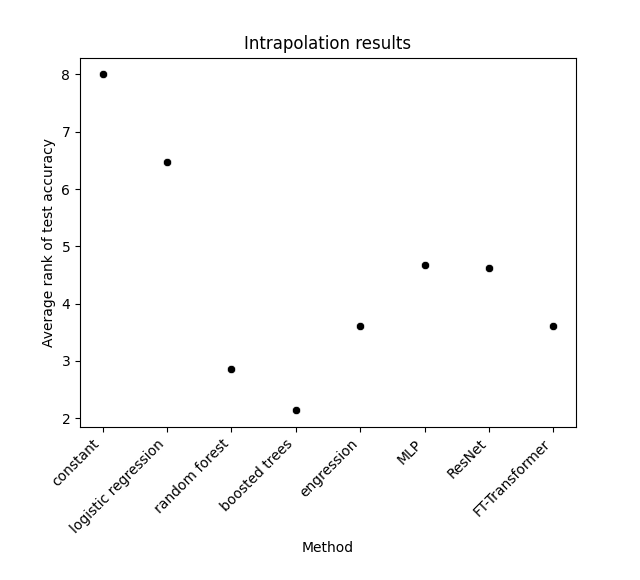 Intrapolation results
Average rank of test accuracy
8
7
6
5
4
3
2
constant
logistic regression
random forest
boosted trees
engression
MLP
ResNet
FT-Transformer
Method